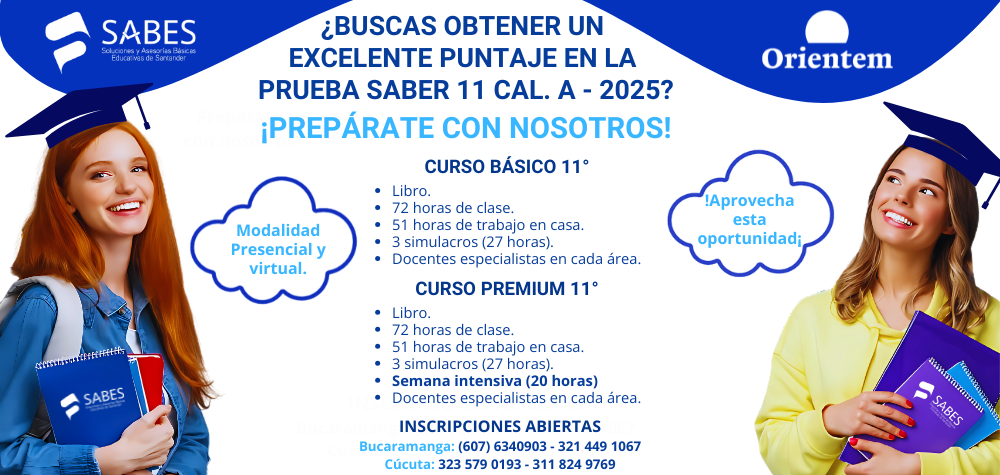 SABES
Soluciones y Asesorías Básicas
Educativas de Santander
¿BUSCAS OBTENER UN
EXCELENTE PUNTAJE EN LA
PRUEBA SABER 11 CAL. A - 2025?
¡PREPÁRATE CON NOSOTROS!
Orientem
CURSO BÁSICO 11°
Libro.
72 horas de clase.
51 horas de trabajo en casa.
3 simulacros (27 horas).
Docentes especialistas en cada área.
Modalidad
Presencial y
virtual.
!Aprovecha
esta
oportunidad¡
CURSO PREMIUM 11°
Libro.
72 horas de clase.
51 horas de trabajo en casa.
3 simulacros (27 horas).
Semana intensiva (20 horas)
Docentes especialistas en cada área.
INSCRIPCIONES ABIERTAS
Bucaramanga: (607) 6340903 - 321 449 1067
Cúcuta: 323 579 0193 - 311 824 9769
SABES
SABES